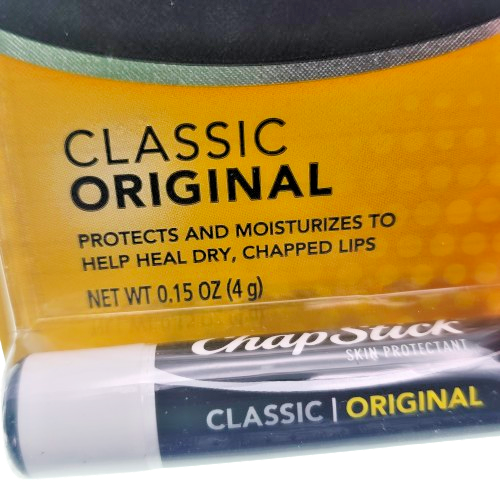 CLASSIC
ORIGINAL
PROTECTS AND MOISTURIZES TO
HELP HEAL DRY, CHAPPED LIPS
NET WT 0.15 OZ (4 g)
ChapStick
SKIN PROTECTANT
CLASSIC | ORIGINAL